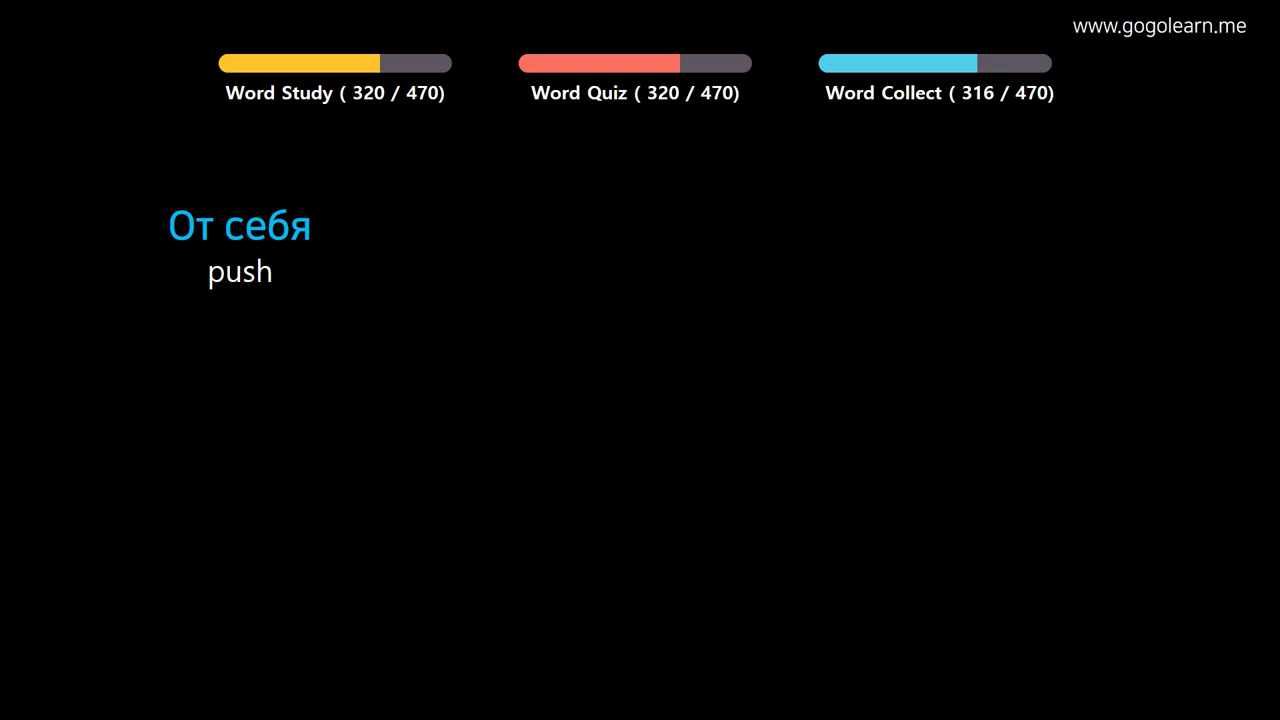 www.gogolearn.me
Word Study ( 320 / 470)
Word Quiz ( 320 / 470)
Word Collect ( 316 / 470)
От себя
push